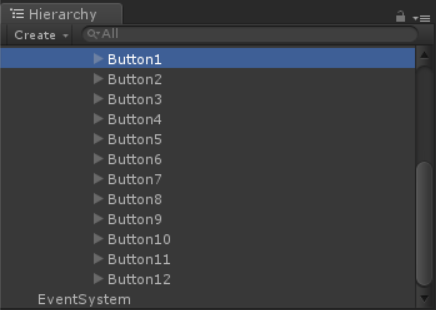 Hierarchy
Create All
Button1
Button2
Button3
Button4
Button5
Button6
Button7
Button8
Button9
Button10
Button11
Button12
EventSystem